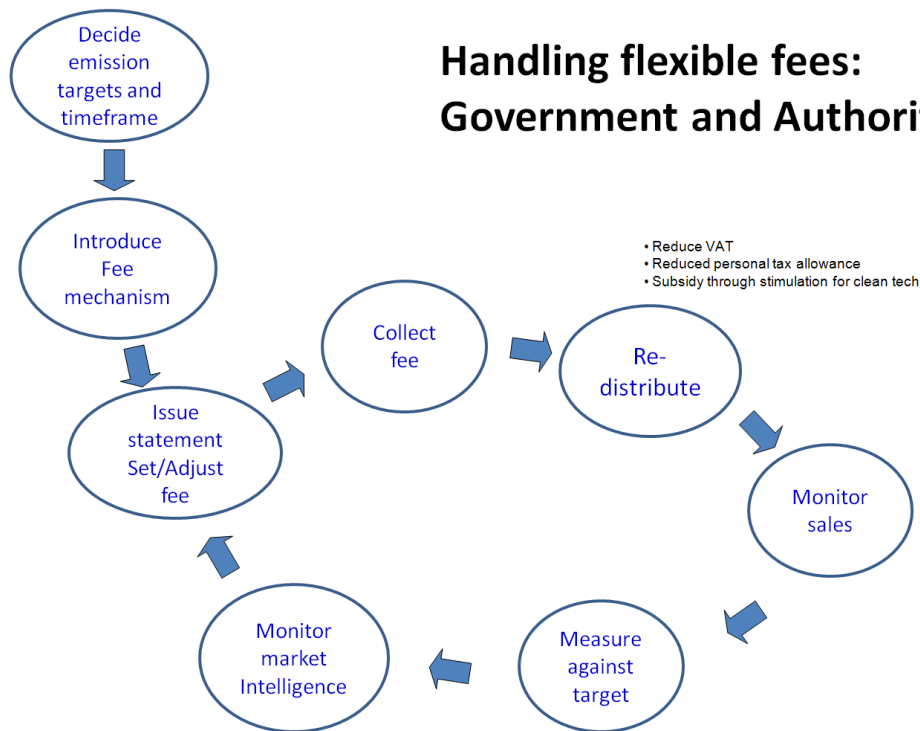 Handling flexible fees:
Government and Authorit
Decide
emission
targets and
timeframe
Introduce
Fee
mechanism
Issue
statement
Set/Adjust
fee
Collect
fee
• Reduce VAT
• Reduced personal tax allowance
• Subsidy through stimulation for clean tech
Re-
distribute
Monitor
sales
Measure
against
target
Monitor
market
Intelligence